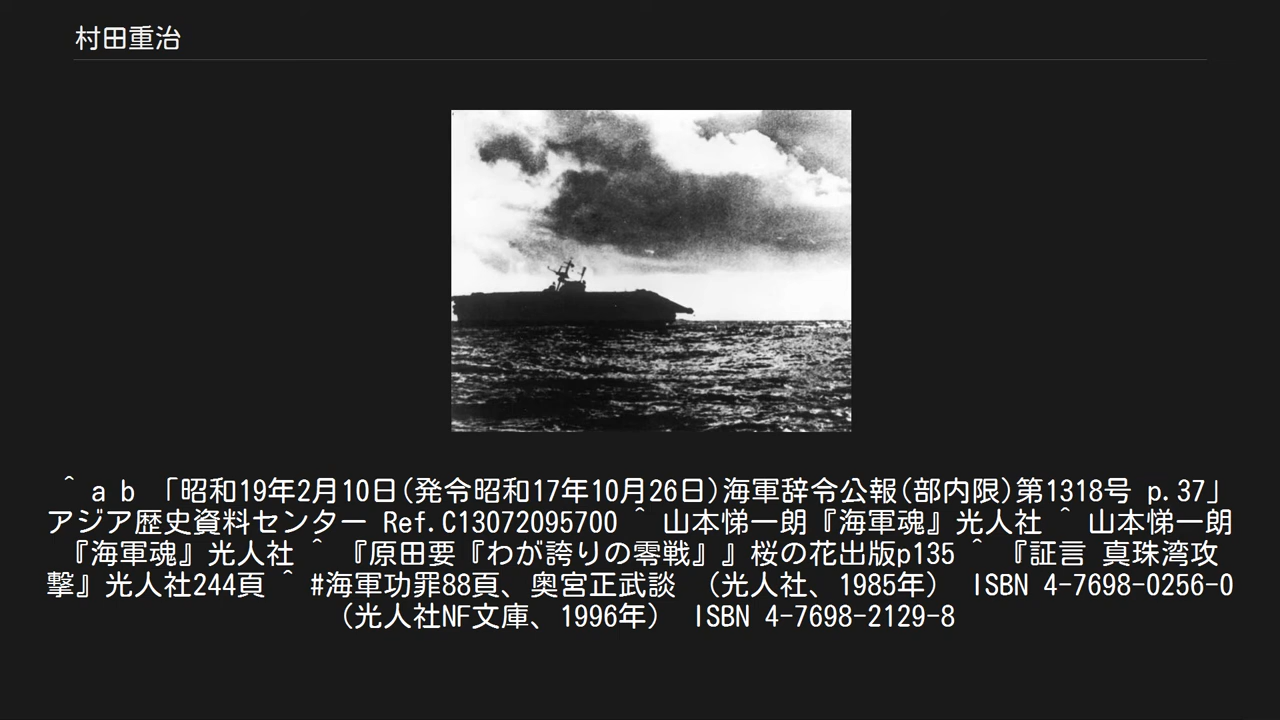 村田重治
^ a b 「昭和19年2月10日(発令昭和17年10月26日)海軍辞令公報(部内限)第1318号 p.37」
アジア歴史資料センター Ref.C13072095700 ^ 山本悌一朗『海軍魂』光人社 ^ 山本悌一朗
『海軍魂』光人社 ^ 『原田要『わが誇りの零戦』』桜の花出版p135 ^ 『証言 真珠湾攻
撃』光人社244頁 ^ #海軍功罪88頁、奥宮正武談 （光人社、1985年） ISBN 4-7698-0256-0
（光人社NF文庫、1996年） ISBN 4-7698-2129-8